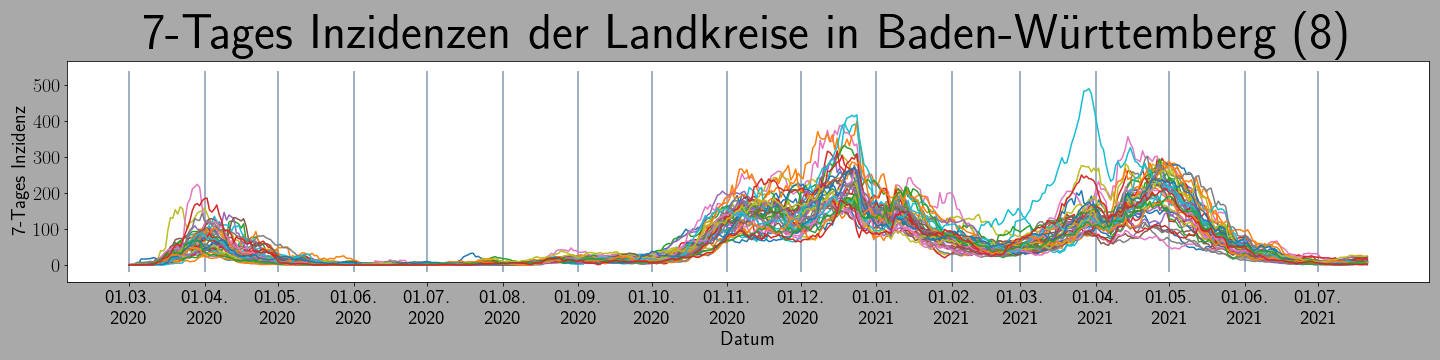 7-Tages Inzidenzen der Landkreise in Baden-Württemberg (8)
7-Tages Inzidenz
500
400
300
200
100
0
01.03. 01.04. 01.05. 01.06. 01.07. 01.08. 01.09. 01.10. 01.11. 01.12. 01.01. 01.02. 01.03. 01.04. 01.05. 01.06. 01.07.
2020 2020 2020 2020 2020 2020 2020 2020 2020 2020 2021 2021 2021 2021 2021 2021 2021
Datum